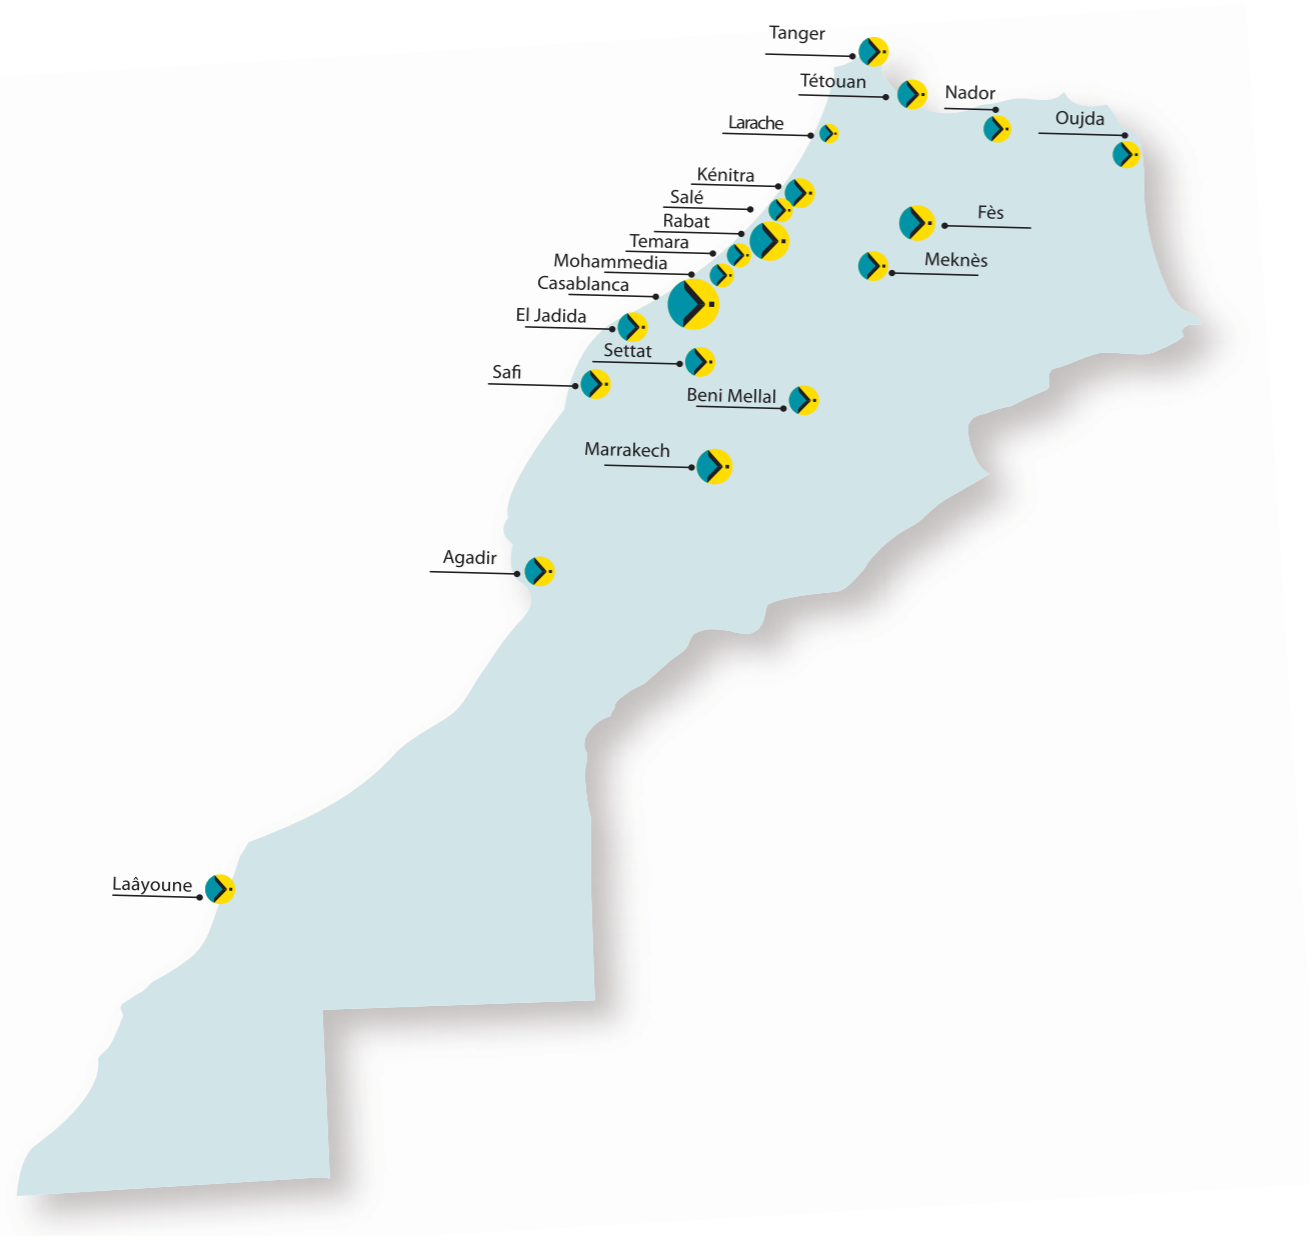 Tanger
Tétouan
Nador
Oujda
Larache
Kénitra
Salé
Rabat
Fès
Temara
Meknès
Mohammedia
Casablanca
El Jadida
Settat
Safi
Beni Mellal
Marrakech
Agadir
Laâyoune